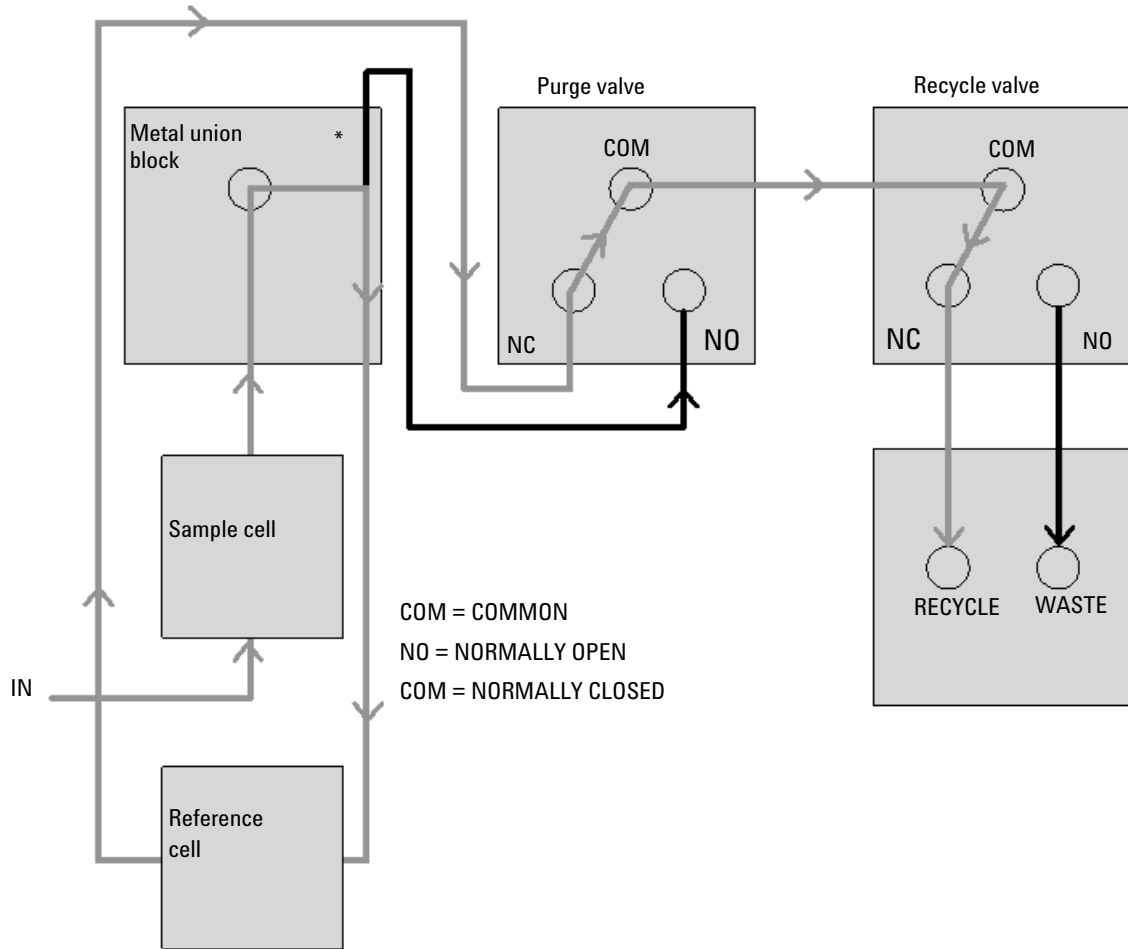 Purge valve
Recycle valve
Metal union
block
*
COM
COM
NC
NO
NC
NO
Sample cell
RECYCLE
WASTE
COM = COMMON
NO = NORMALLY OPEN
COM = NORMALLY CLOSED
IN
Reference
cell